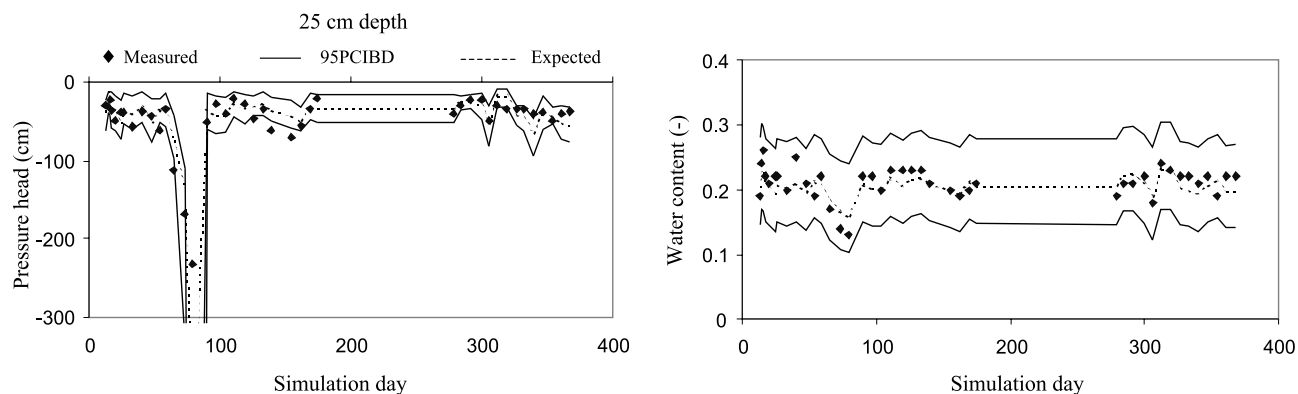 25 cm depth
Measured 95PCIBD Expected
Pressure head (cm)
0
-100
-200
-300
0 100 200 300 400
Simulation day
Water content (-)
0.4
0.3
0.2
0.1
0
0 100 200 300 400
Simulation day